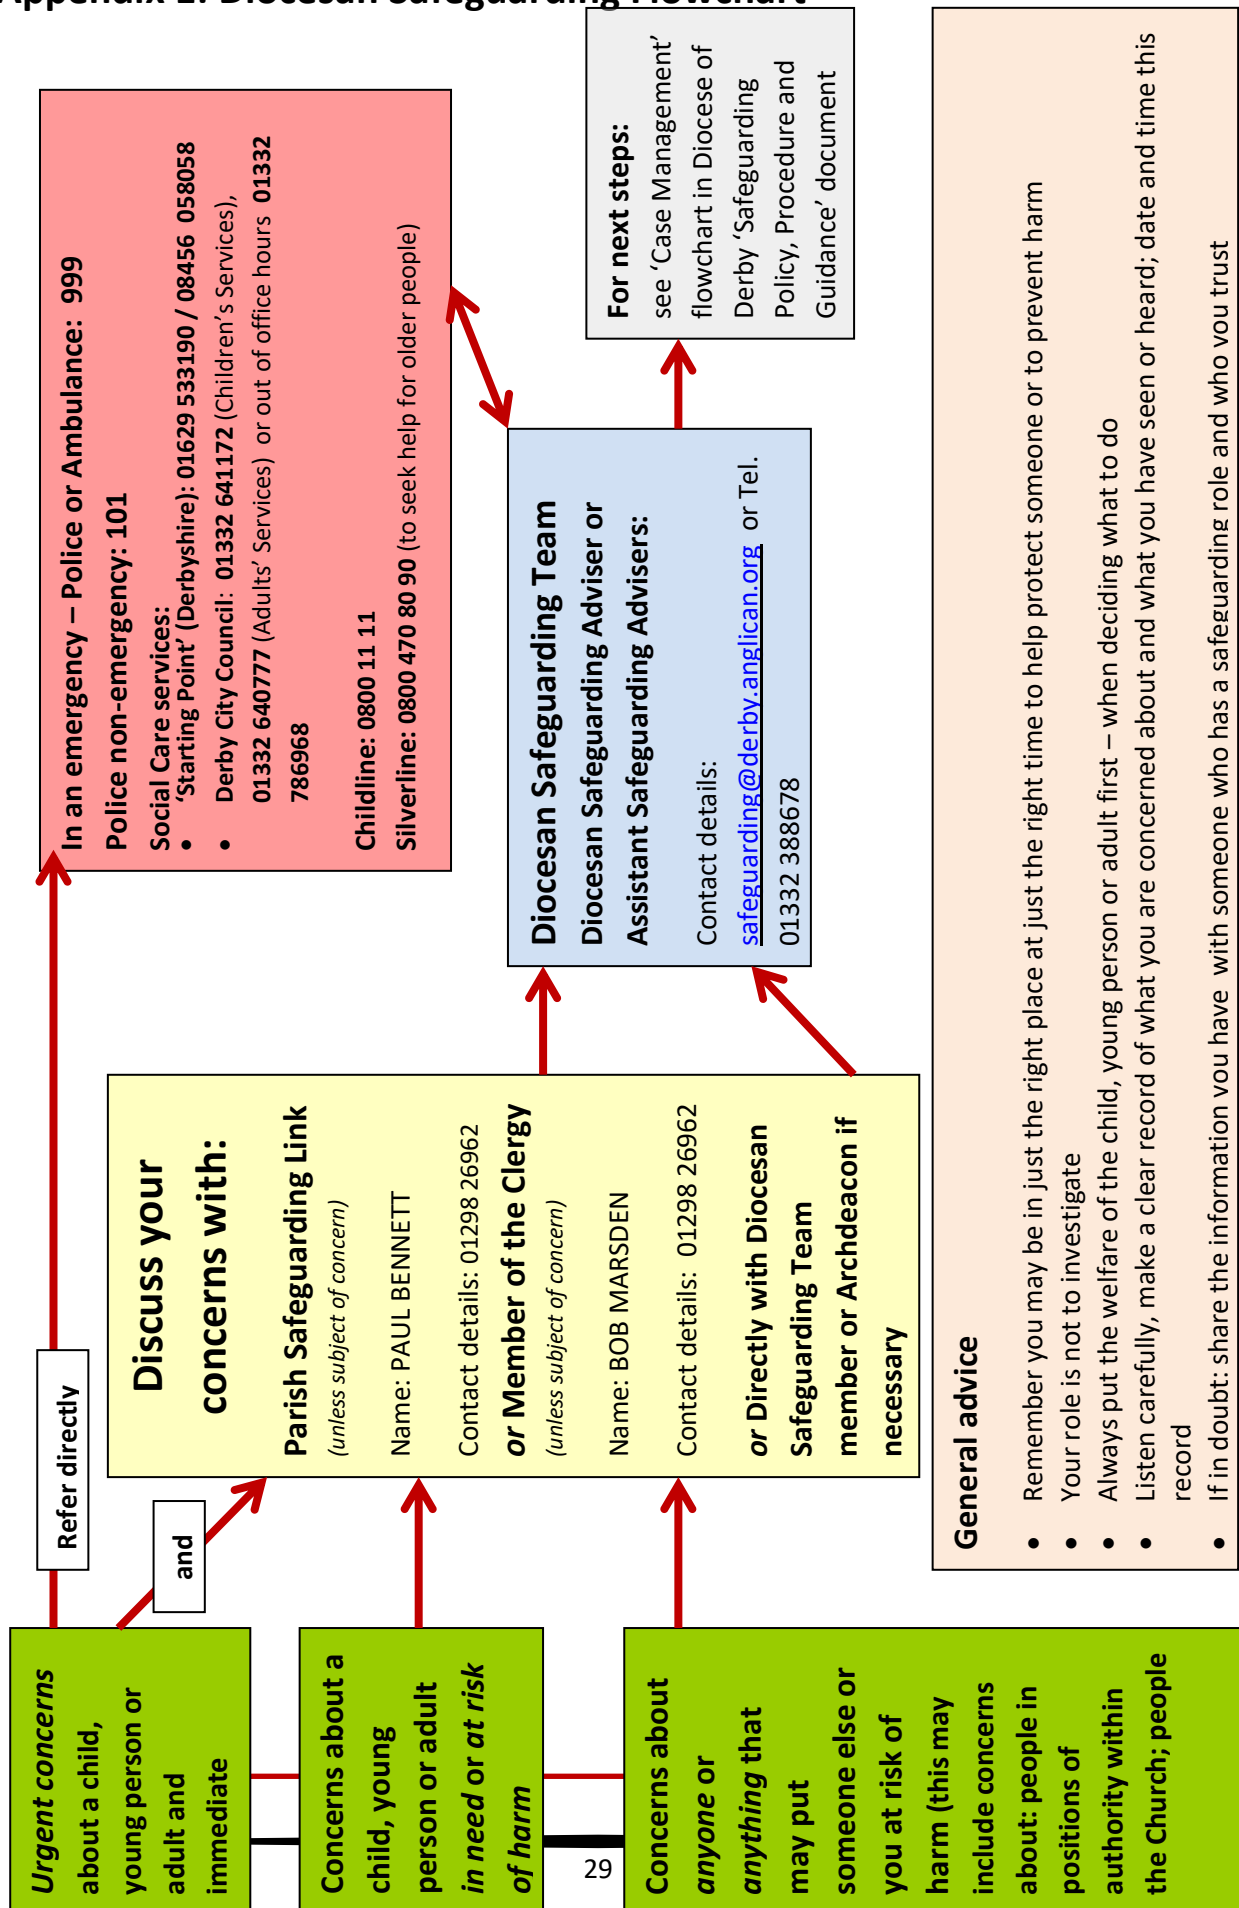 Appendix 1: Diocesan Safeguarding Flowchart
Urgent concerns
about a child,
young person or
adult and
immediate
Refer directly
and
Concerns about a
child, young
person or adult
in need or at risk
of harm
Concerns about
anyone or
anything that
may put
someone else or
you at risk of
harm (this may
include concerns
about: people in
positions of
authority within
the Church; people
Discuss your
concerns with:
Parish Safeguarding Link
(unless subject of concern)
Name: PAUL BENNETT
Contact details: 01298 26962
or Member of the Clergy
(unless subject of concern)
Name: BOB MARSDEN
Contact details: 01298 26962
or Directly with Diocesan
Safeguarding Team
member or Archdeacon if
necessary
In an emergency – Police or Ambulance: 999
Police non-emergency: 101
Social Care services:
• 'Starting Point' (Derbyshire): 01629 533190 / 08456 058058
• Derby City Council: 01332 641172 (Children's Services),
01332 640777 (Adults' Services) or out of office hours 01332
786968
Childline: 0800 11 11
Silverline: 0800 470 80 90 (to seek help for older people)
Diocesan Safeguarding Team
Diocesan Safeguarding Adviser or
Assistant Safeguarding Advisers:
Contact details:
safeguarding@derby.anglican.org or Tel.
01332 388678
For next steps:
see 'Case Management'
flowchart in Diocese of
Derby 'Safeguarding
Policy, Procedure and
Guidance' document
General advice
• Remember you may be in just the right place at just the right time to help protect someone or to prevent harm
• Your role is not to investigate
• Always put the welfare of the child, young person or adult first – when deciding what to do
• Listen carefully, make a clear record of what you are concerned about and what you have seen or heard; date and time this
record
• If in doubt: share the information you have with someone who has a safeguarding role and who you trust
29